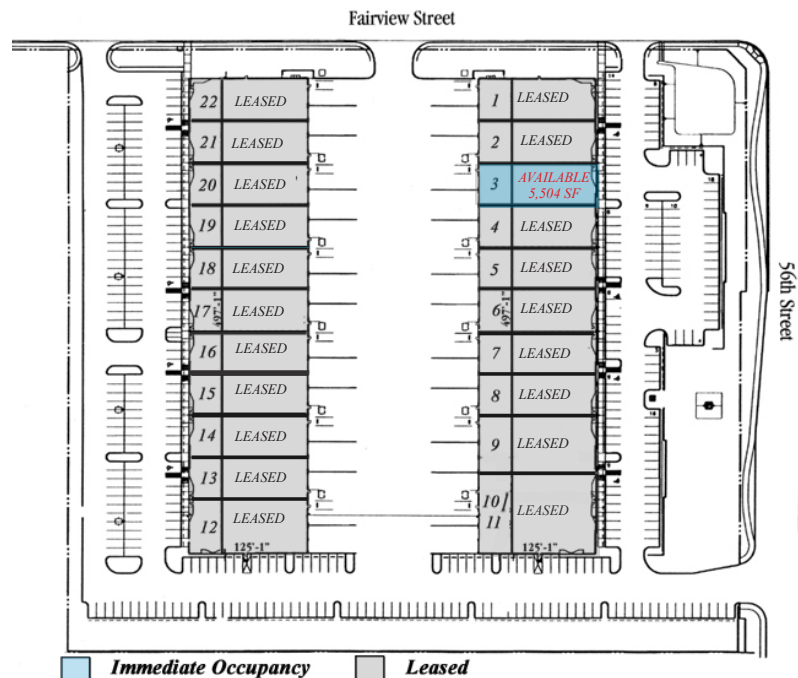 Fairview Street
22 LEASED
21 LEASED
20 LEASED
19 LEASED
18 LEASED
17 LEASED
497'-1"
16 LEASED
15 LEASED
14 LEASED
13 LEASED
12 LEASED
125'-1"
1 LEASED
2 LEASED
3 AVAILABLE
5,504 SF
4 LEASED
5 LEASED
6 LEASED
497'-1"
7 LEASED
8 LEASED
9 LEASED
10/ LEASED
11
125'-1"
56th Street
Immediate Occupancy
Leased